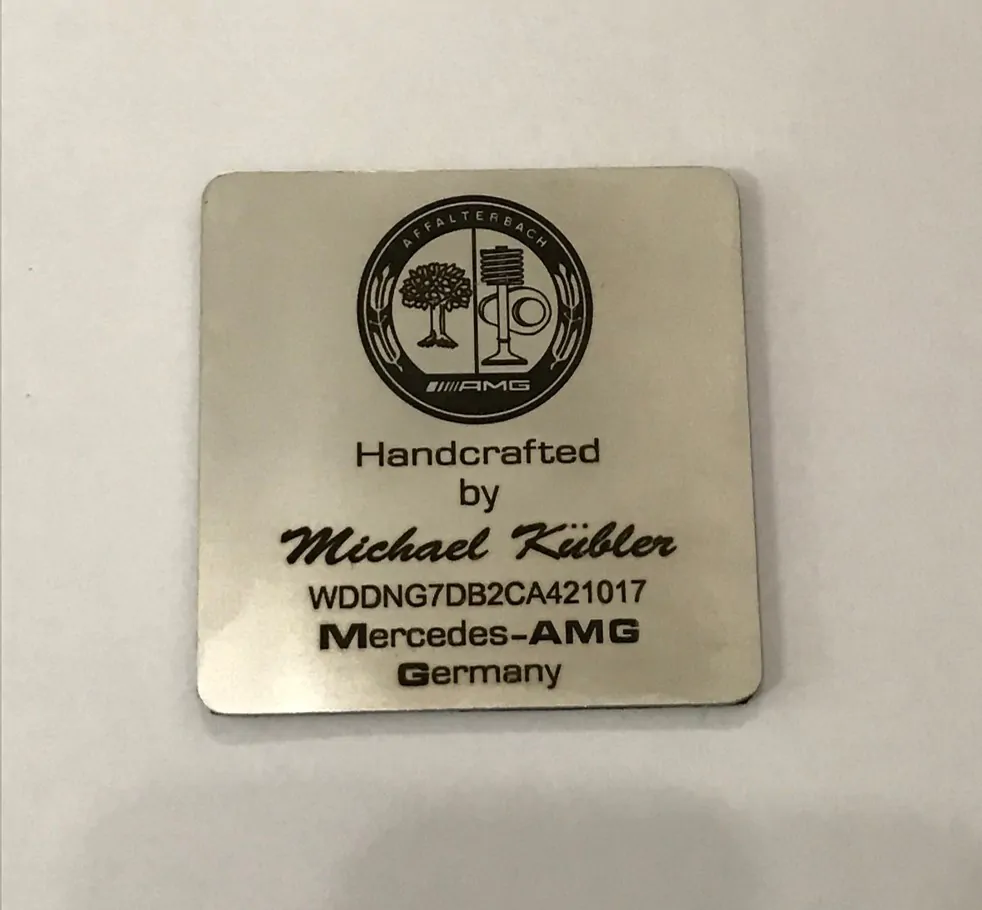 AFFALTERBACH
AMG
Handcrafted
by
Michael Kübler
WDDNG7DB2CA421017
Mercedes-AMG
Germany